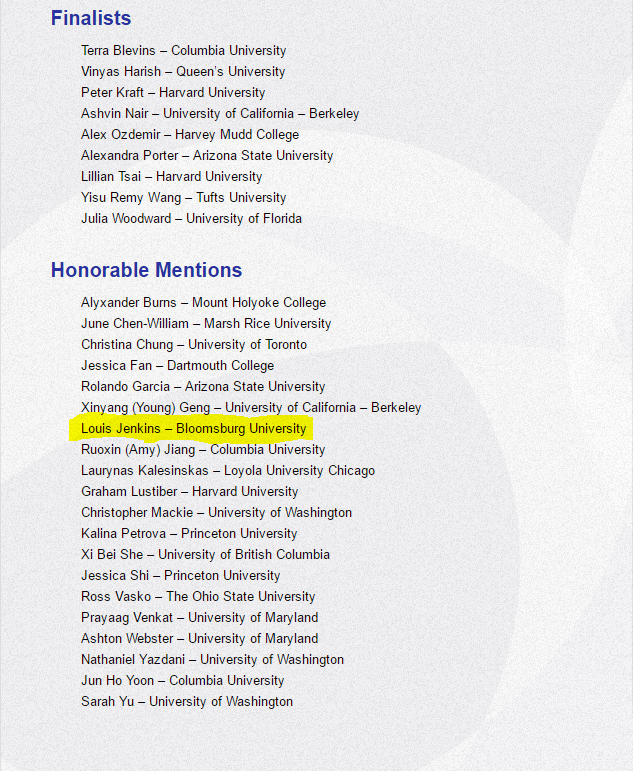 Finalists
Terra Blevins – Columbia University
Vinyas Harish – Queen's University
Peter Kraft – Harvard University
Ashvin Nair – University of California – Berkeley
Alex Ozdemir – Harvey Mudd College
Alexandra Porter – Arizona State University
Lillian Tsai – Harvard University
Yisu Remy Wang – Tufts University
Julia Woodward – University of Florida
Honorable Mentions
Alyxander Burns – Mount Holyoke College
June Chen-William – Marsh Rice University
Christina Chung – University of Toronto
Jessica Fan – Dartmouth College
Rolando Garcia – Arizona State University
Xinyang (Young) Geng – University of California – Berkeley
Louis Jenkins – Bloomsburg University
Ruoxin (Amy) Jiang – Columbia University
Laurynas Kalesinskas – Loyola University Chicago
Graham Lustiber – Harvard University
Christopher Mackie – University of Washington
Kalina Petrova – Princeton University
Xi Bei She – University of British Columbia
Jessica Shi – Princeton University
Ross Vasko – The Ohio State University
Prayaag Venkat – University of Maryland
Ashton Webster – University of Maryland
Nathaniel Yazdani – University of Washington
Jun Ho Yoon – Columbia University
Sarah Yu – University of Washington